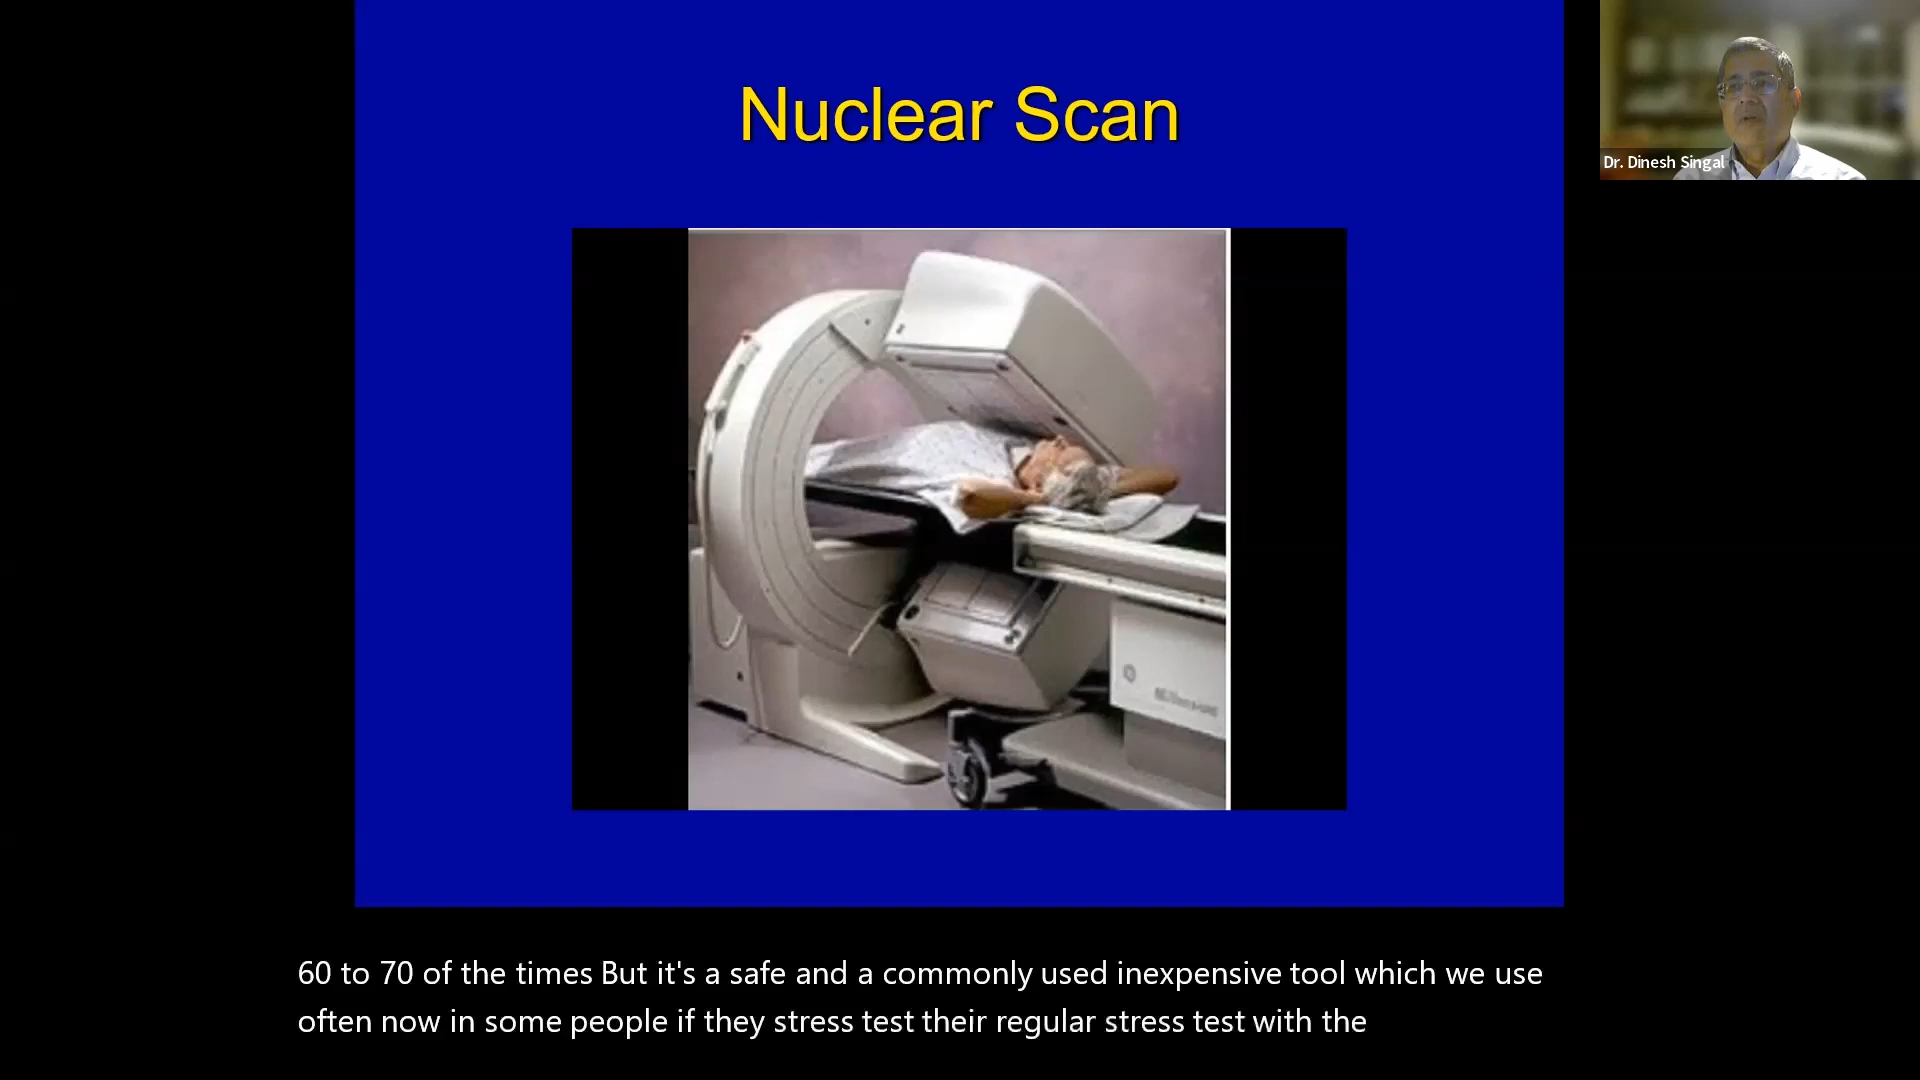 Nuclear Scan
Dr. Dinesh Singal
60 to 70 of the times But it's a safe and a commonly used inexpensive tool which we use
often now in some people if they stress test their regular stress test with the